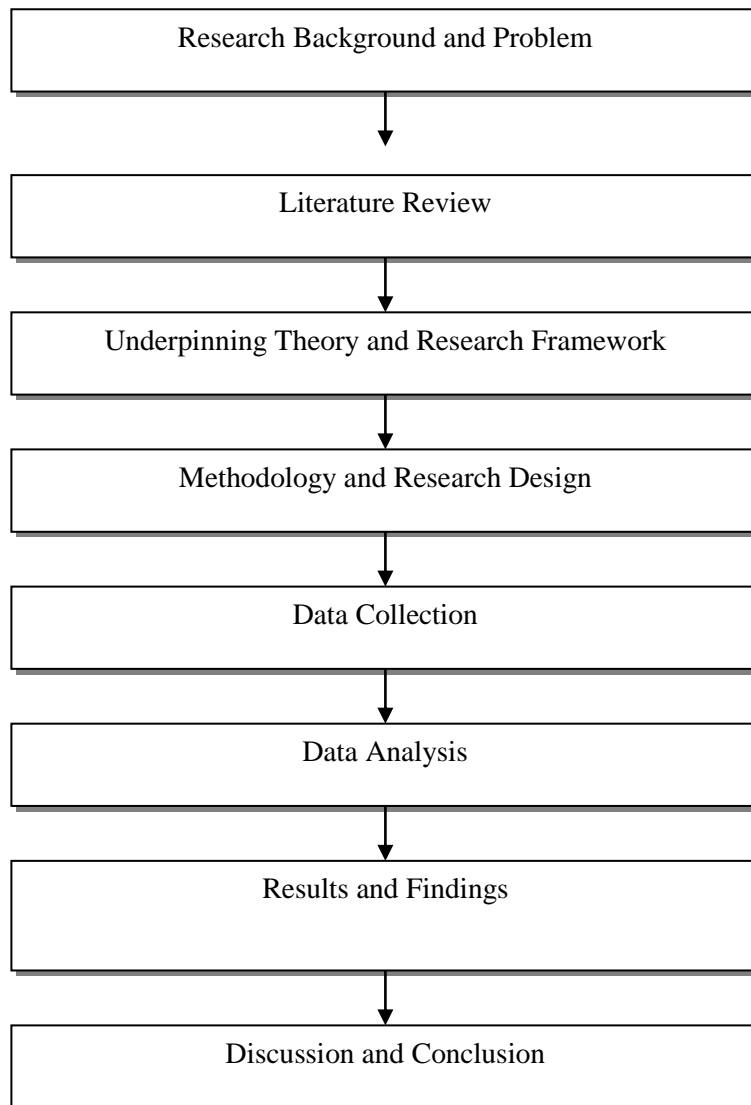 Research Background and Problem
Literature Review
Underpinning Theory and Research Framework
Methodology and Research Design
Data Collection
Data Analysis
Results and Findings
Discussion and Conclusion